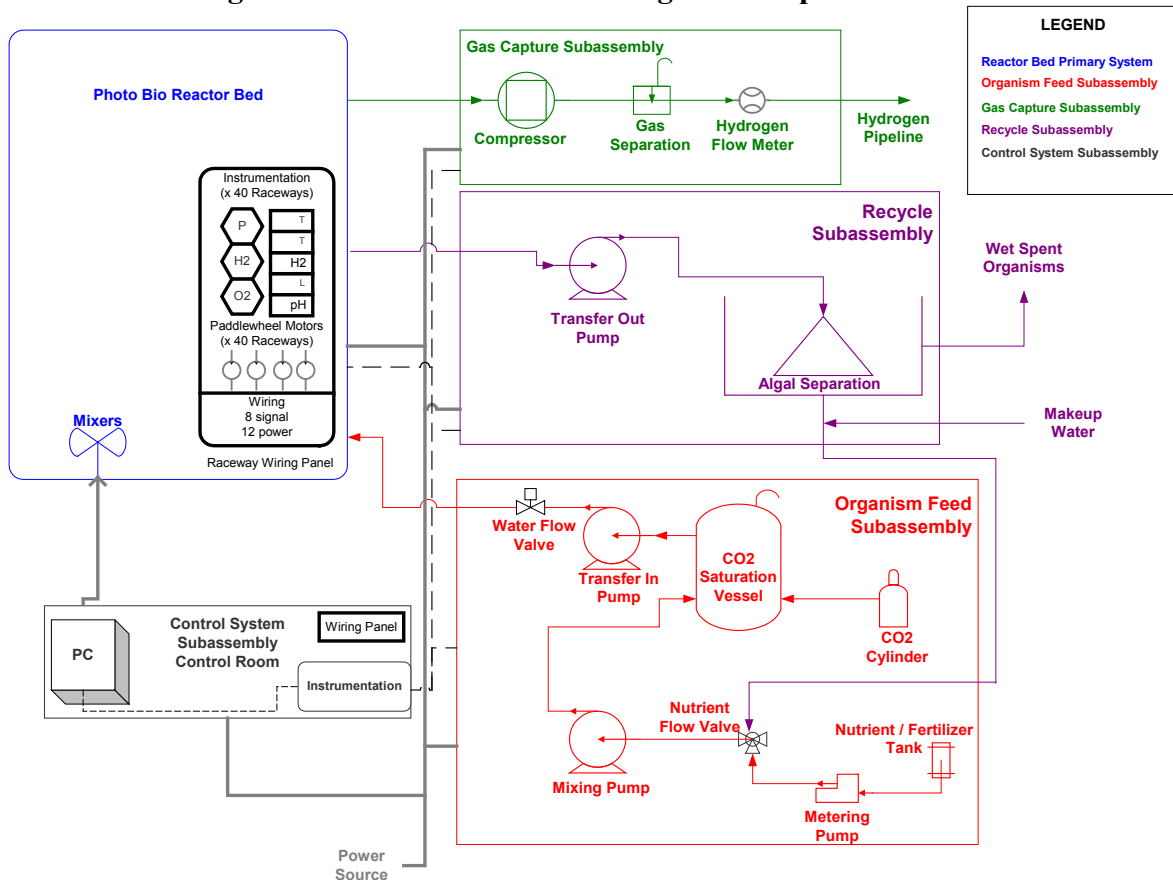 LEGEND
Reactor Bed Primary System
Organism Feed Subassembly
Gas Capture Subassembly
Recycle Subassembly
Control System Subassembly
Photo Bio Reactor Bed
Instrumentation
(x 40 Raceways)
P
H2
O2
T
T
H2
L
pH
Paddlewheel Motors
(x 40 Raceways)
Wiring
8 signal
12 power
Raceway Wiring Panel
Mixers
Gas Capture Subassembly
Compressor
Gas
Separation
Hydrogen
Flow Meter
Hydrogen
Pipeline
Recycle
Subassembly
Transfer Out
Pump
Algal Separation
Wet Spent
Organisms
Makeup
Water
Organism Feed
Subassembly
Water Flow
Valve
Transfer In
Pump
CO2
Saturation
Vessel
CO2
Cylinder
Nutrient
Flow Valve
Nutrient / Fertilizer
Tank
Mixing Pump
Metering
Pump
Control System
Subassembly
Control Room
Wiring Panel
PC
Instrumentation
Power
Source